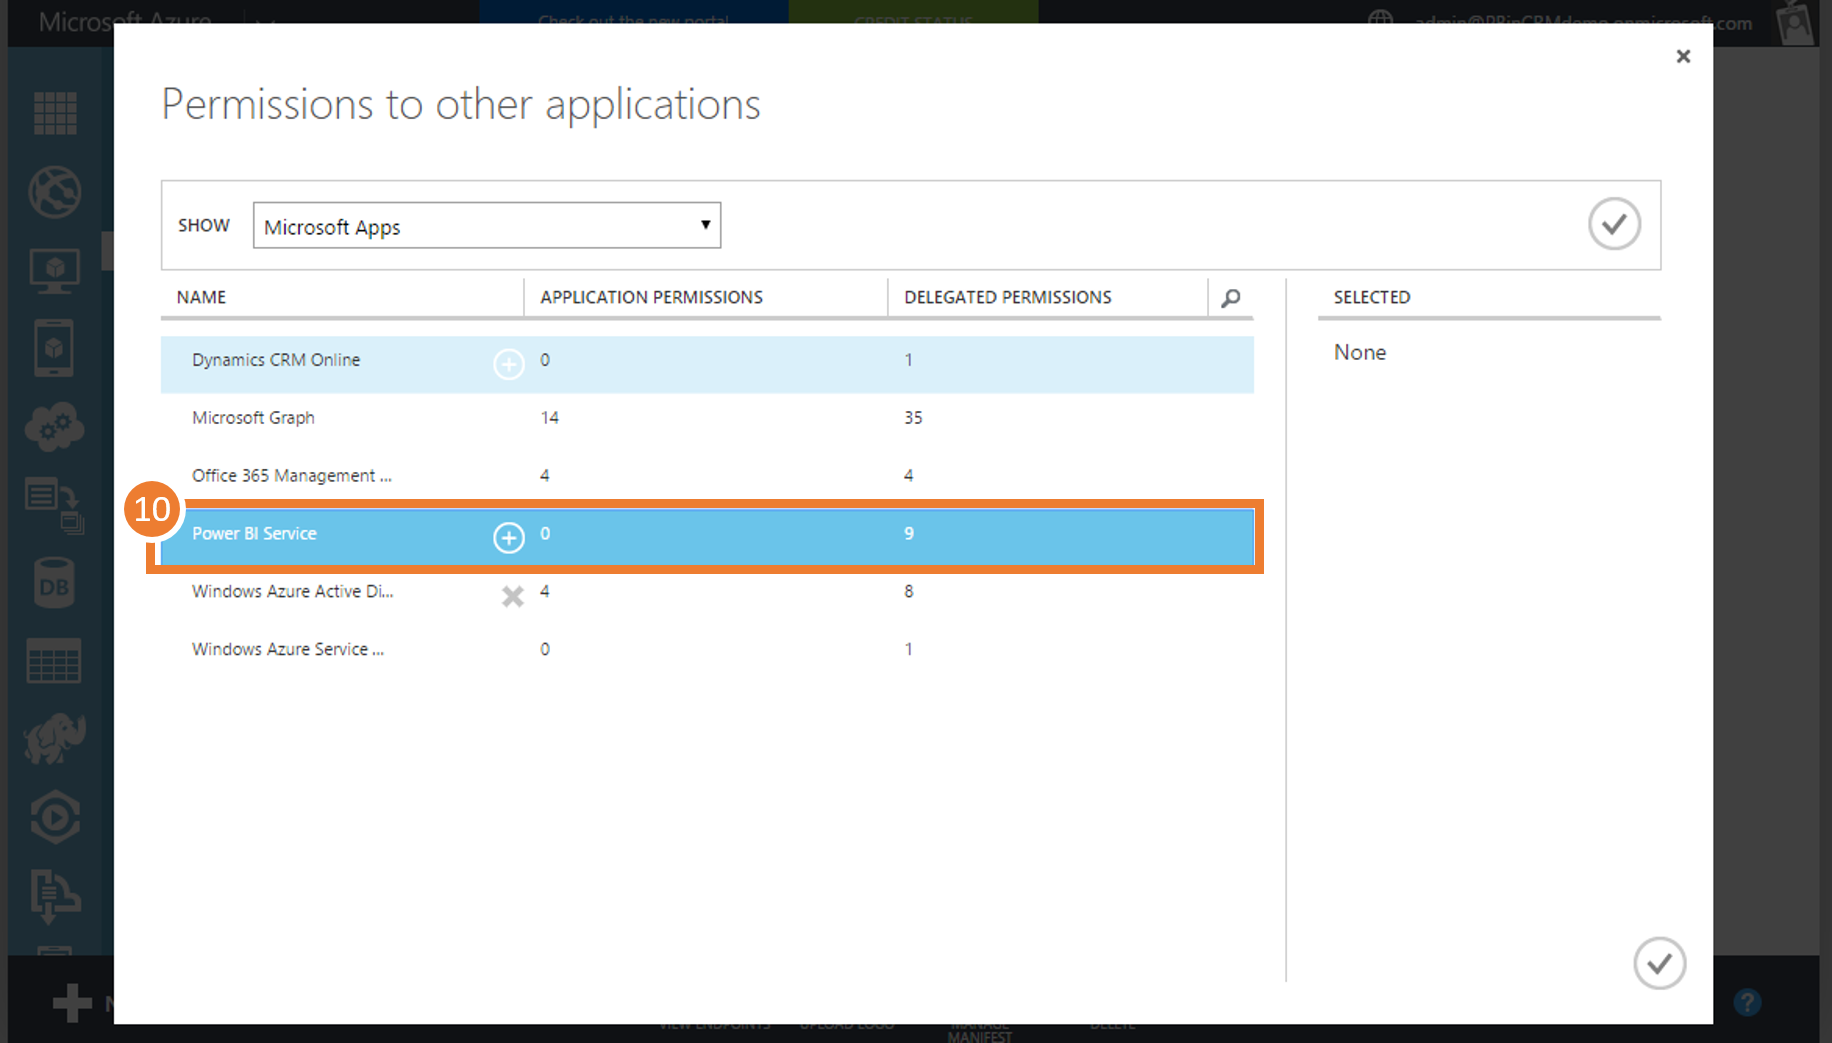 Microsoft Azure
Check out the new portal
CREDIT STATUS
admin@PBinCRMdemo.onmicrosoft.com
Permissions to other applications
SHOW
Microsoft Apps
NAME
APPLICATION PERMISSIONS
DELEGATED PERMISSIONS
SELECTED
Dynamics CRM Online 0 1
None
Microsoft Graph 14 35
Office 365 Management ... 4 4
10
Power BI Service 0 9
Windows Azure Active Di... 4 8
Windows Azure Service ... 0 1
DB
N
?
VIEW ENDPOINTS
UPLOAD LOGO
MANAGE
MANIFEST
DELETE